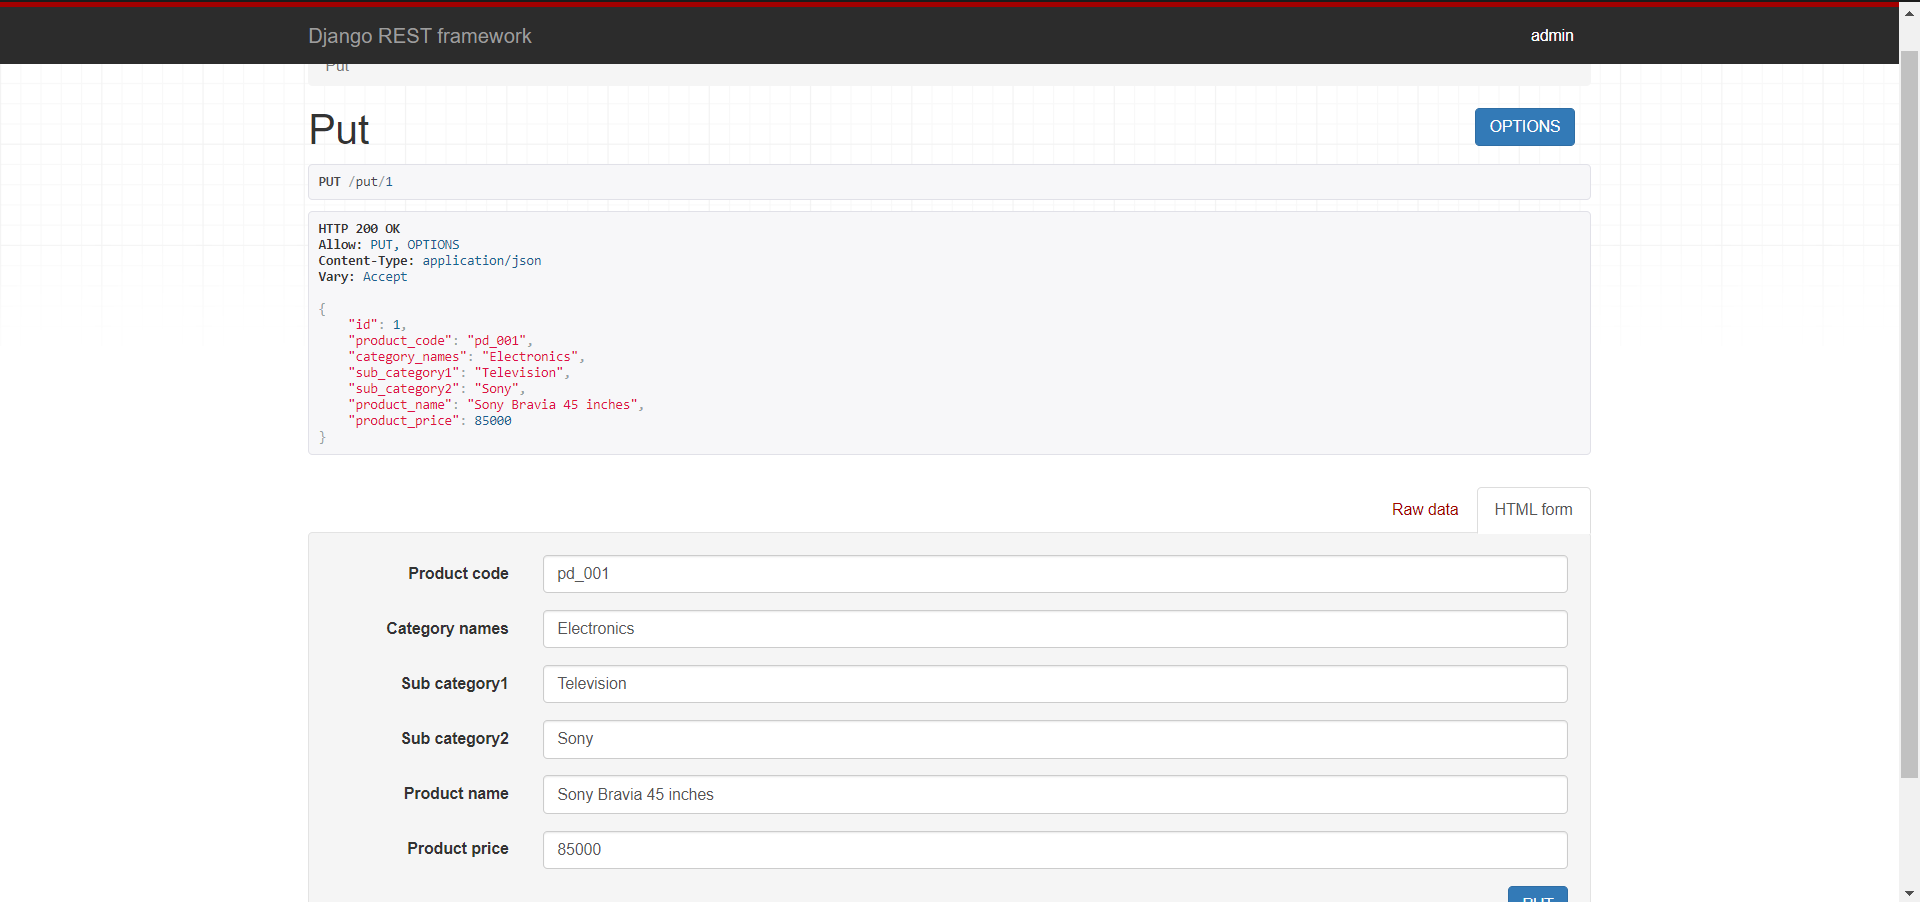 Django REST framework
admin
Put
Put
OPTIONS
PUT /put/1
HTTP 200 OK
Allow: PUT, OPTIONS
Content-Type: application/json
Vary: Accept
{
    "id": 1,
    "product_code": "pd_001",
    "category_names": "Electronics",
    "sub_category1": "Television",
    "sub_category2": "Sony",
    "product_name": "Sony Bravia 45 inches",
    "product_price": 85000
}
Raw data
HTML form
Product code pd_001
Category names Electronics
Sub category1 Television
Sub category2 Sony
Product name Sony Bravia 45 inches
Product price 85000
PUT